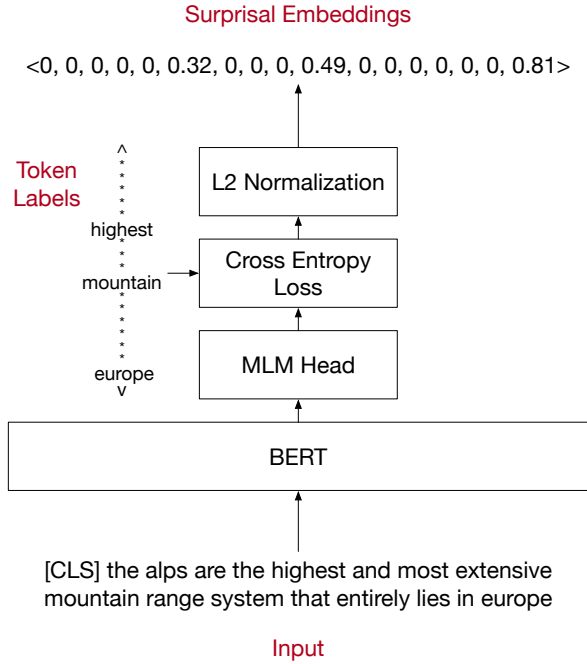 Surprisal Embeddings
<0, 0, 0, 0, 0, 0.32, 0, 0, 0, 0.49, 0, 0, 0, 0, 0, 0, 0.81>
Token
Labels
<
*
*
*
*
*
highest
*
*
*
mountain
*
*
*
*
*
*
europe
>
L2 Normalization
Cross Entropy
Loss
MLM Head
BERT
[CLS] the alps are the highest and most extensive
mountain range system that entirely lies in europe
Input